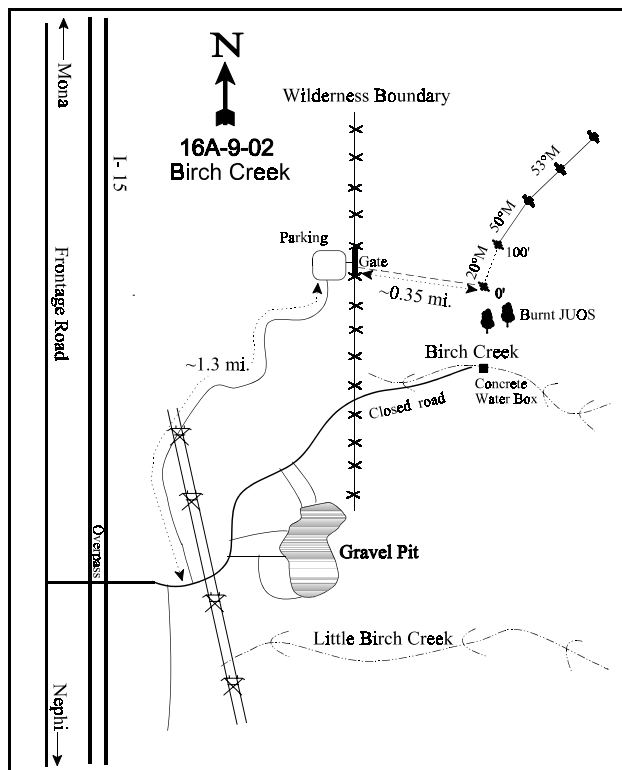 N
16A-9-02
Birch Creek
Mona
I-15
Frontage Road
Overpass
Nephi
Wilderness Boundary
Parking
Gate
~0.35 mi.
~1.3 mi.
53°M
50°M
20°M
100'
0'
Burnt JUOS
Birch Creek
Concrete
Water Box
Closed road
Gravel Pit
Little Birch Creek